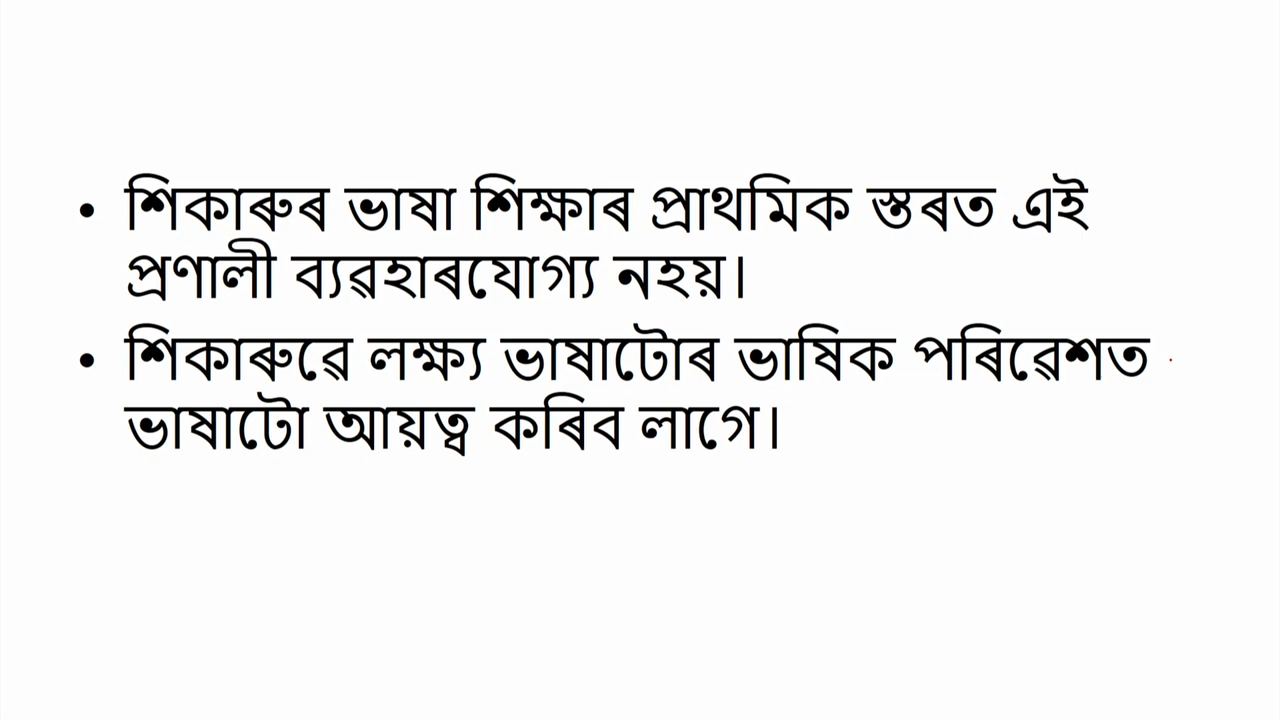 • শিকাৰুৰ ভাষা শিক্ষাৰ প্ৰাথমিক স্তৰত এই
প্ৰণালী ব্যৱহাৰযোগ্য নহয়।
• শিকাৰুৱে লক্ষ্য ভাষাটোৰ ভাষিক পৰিৱেশত
ভাষাটো আয়ত্ব কৰিব লাগে।